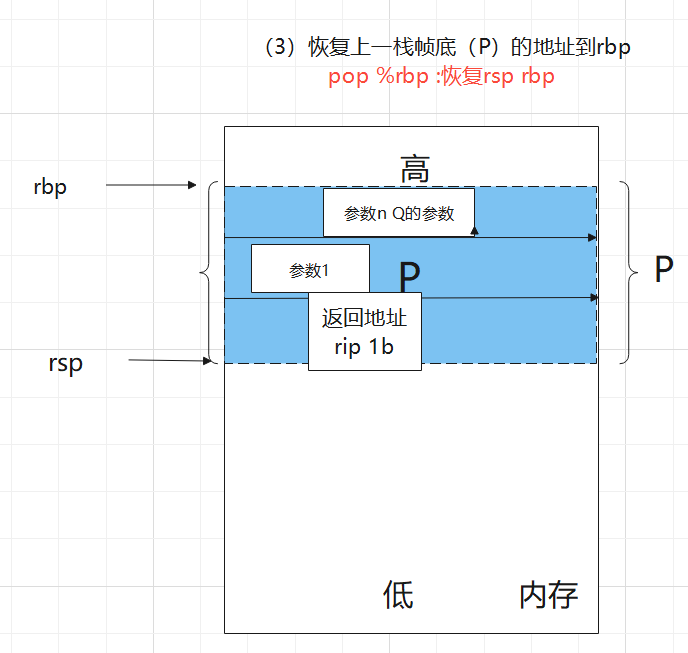 （3）恢复上一栈帧底（P）的地址到rbp
pop %rbp :恢复rsp rbp
高
rbp
参数n Q的参数
参数1
P
P
返回地址
rip 1b
rsp
低
内存